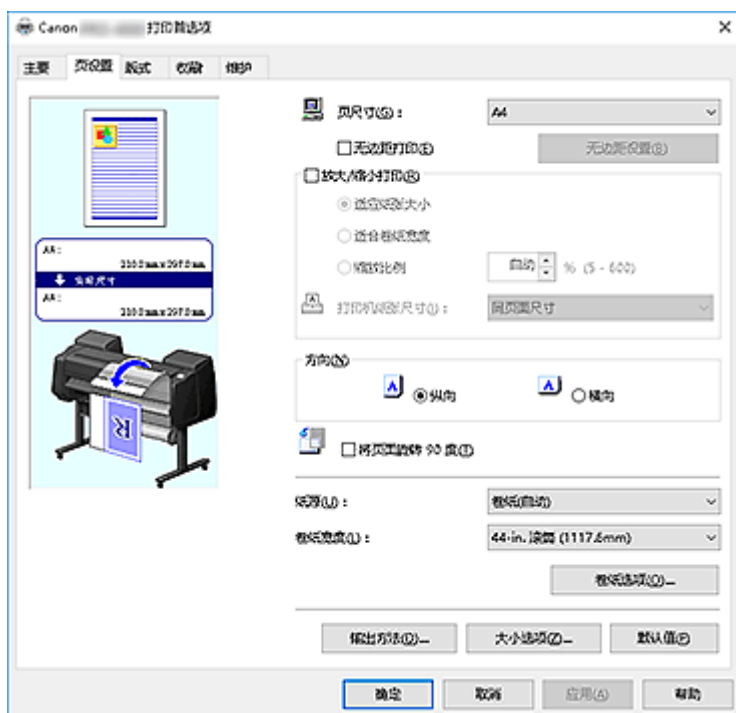 Canon 打印首选项
主要 页设置 版式 收藏 维护
页尺寸(G)： A4
无边距打印(E) 无边距设置(B)
放大/缩小打印(R)
适应纸张大小
适合卷纸宽度
缩放比例 自动 % (5 - 600)
打印机纸张尺寸(I)： 同页面尺寸
A4：
210.0mm x 297.0mm
实际尺寸
A4：
210.0mm x 297.0mm
方向(N)
A 纵向 A 横向
R
将页面旋转 90 度(T)
纸源(U)： 卷纸(自动)
卷纸宽度(L)： 44-in. 滚筒 (1117.6mm)
卷纸选项(O)...
输出方法(D)... 大小选项(Z)... 默认值(F)
确定 取消 应用(A) 帮助